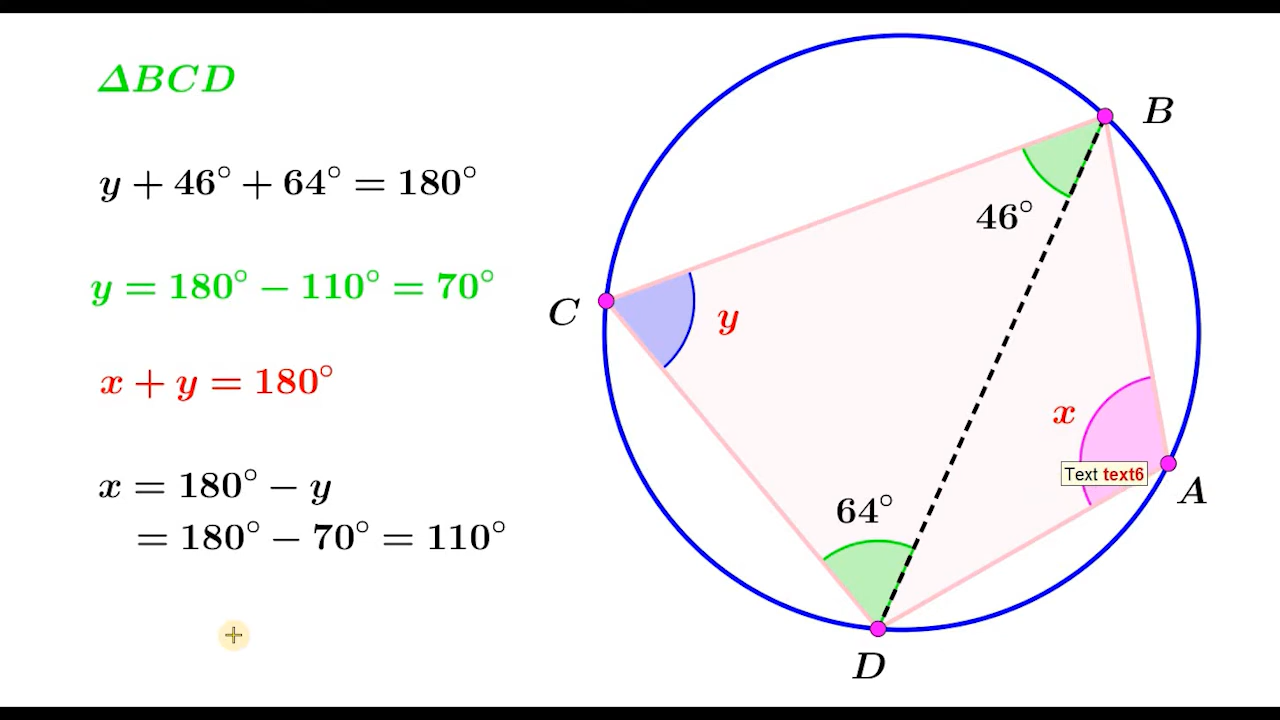 ΔBCD
y + 46° + 64° = 180°
y = 180° − 110° = 70°
x + y = 180°
x = 180° − y
= 180° − 70° = 110°
B
46°
C
y
x
Text text6
A
64°
D